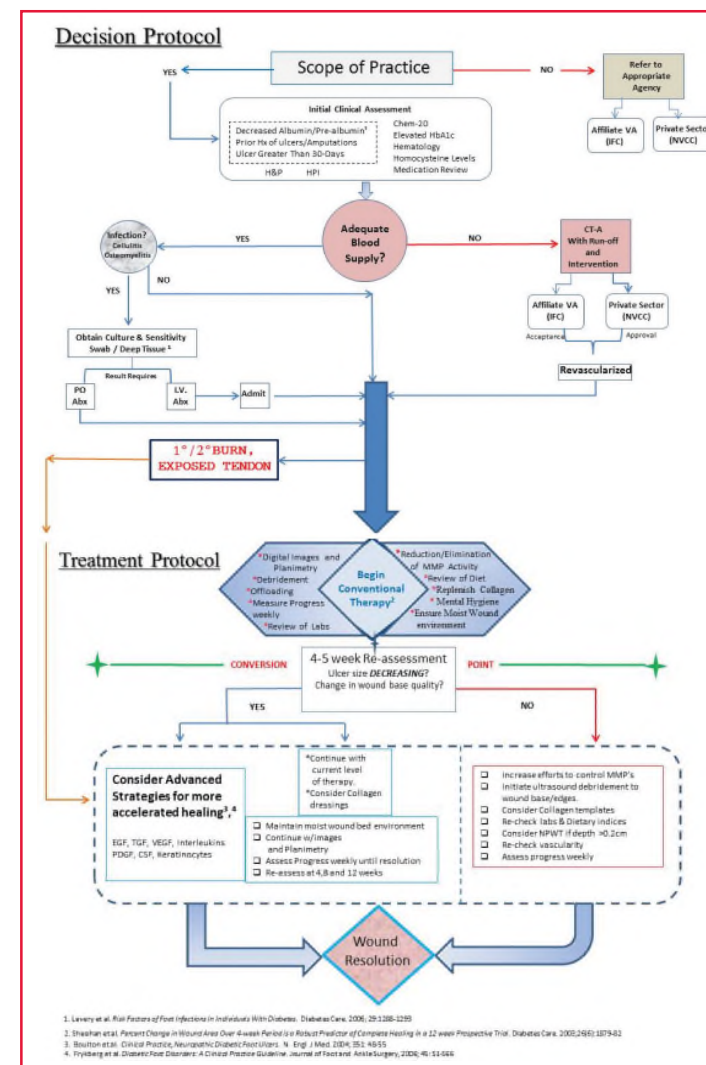 Decision Protocol
Scope of Practice
YES
NO
Refer to
Appropriate
Agency
Affiliate VA
(IFC)
Private Sector
(NVCC)
Initial Clinical Assessment
Decreased Albumin/Pre-albumin¹
Prior Hx of ulcers/Amputations
Ulcer Greater Than 30-Days
H&P HPI
Chem-20
Elevated HbA1c
Hematology
Homocysteine Levels
Medication Review
Adequate
Blood
Supply?
YES
NO
Infection?
Cellulitis
Osteomyelitis
YES
NO
CT-A
With Run-off
and
Intervention
Affiliate VA
(IFC)
Private Sector
(NVCC)
Acceptance
Approval
Revascularized
Obtain Culture & Sensitivity
Swab / Deep Tissue ¹
Result Requires
PO
Abx
I.V.
Abx
Admit
1°/2°BURN,
EXPOSED TENDON
Treatment Protocol
*Digital Images and
Planimetry
*Debridement
*Offloading
*Measure Progress
weekly
*Review of Labs
Begin
Conventional
Therapy²
*Reduction/Elimination
of MMP Activity
*Review of Diet
*Replenish Collagen
*Mental Hygiene
*Ensure Moist Wound
environment
CONVERSION
POINT
4-5 week Re-assessment
Ulcer size DECREASING?
Change in wound base quality?
YES
NO
Consider Advanced
Strategies for more
accelerated healing³,⁴
EGF, TGF, VEGF, Interleukins
PDGF, CSF, Keratinocytes
*Continue with
current level
of therapy.
*Consider Collagen
dressings
Maintain moist wound bed environment
Continue w/images
and Planimetry
Assess Progress weekly until resolution
Re-assess at 4,8 and 12 weeks
Increase efforts to control MMP's
Initiate ultrasound debridement to
wound base/edges.
Consider Collagen templates
Re-check labs & Dietary indices
Consider NPWT if depth >0.2cm
Re-check vascularity
Assess progress weekly
Wound
Resolution
1. Lavery et al. Risk Factors of Foot Infections in Individuals With Diabetes. Diabetes Care. 2006; 29:1288-1293
2. Sheehan et al. Percent Change in Wound Area Over 4-week Period is a Robust Predictor of Complete Healing in a 12 week Prospective Trial. Diabetes Care. 2003;26(6):1879-82
3. Boulton et al. Clinical Practice, Neuropathic Diabetic Foot Ulcers. N Engl J Med. 2004; 351: 48-55
4. Frykberg et al. Diabetic Foot Disorders: A Clinical Practice Guideline. Journal of Foot and Ankle Surgery, 2006; 45: